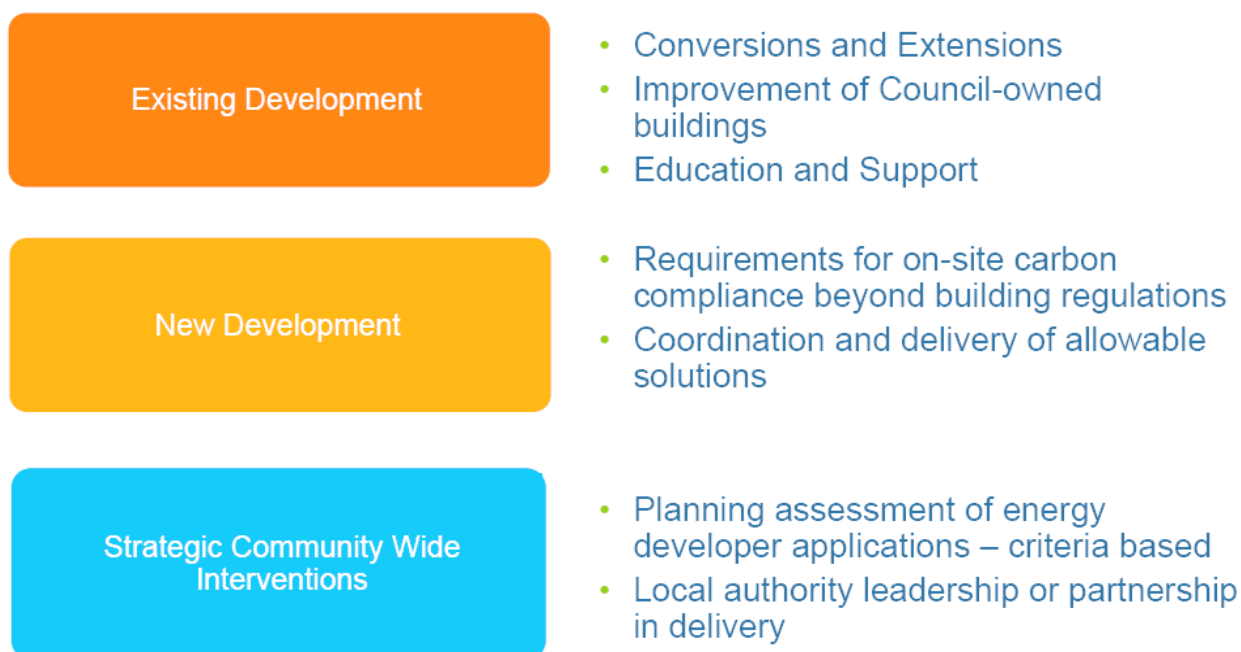 Existing Development
• Conversions and Extensions
• Improvement of Council-owned
buildings
• Education and Support
New Development
• Requirements for on-site carbon
compliance beyond building regulations
• Coordination and delivery of allowable
solutions
Strategic Community Wide
Interventions
• Planning assessment of energy
developer applications – criteria based
• Local authority leadership or partnership
in delivery